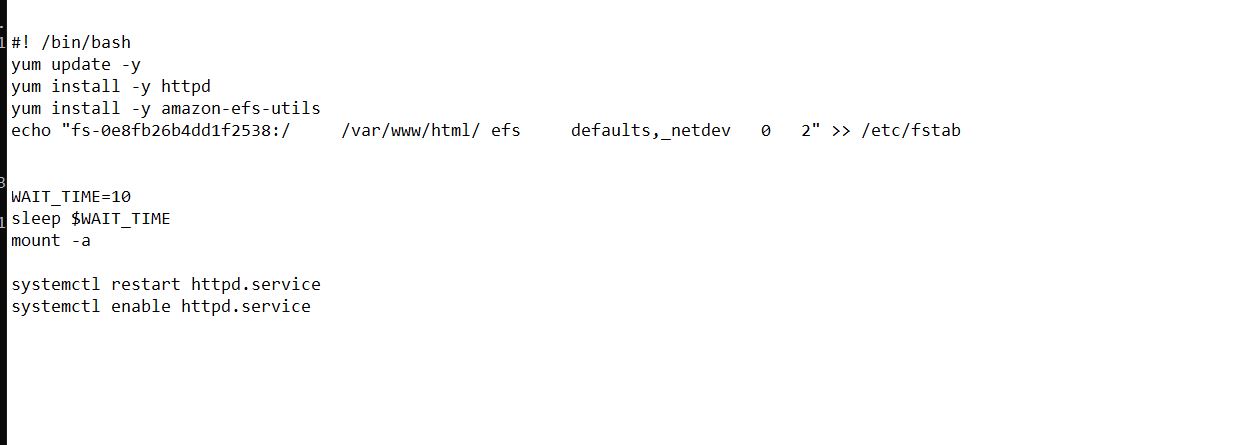 #! /bin/bash
yum update -y
yum install -y httpd
yum install -y amazon-efs-utils
echo "fs-0e8fb26b4dd1f2538:/     /var/www/html/ efs     defaults,_netdev   0   2" >> /etc/fstab
WAIT_TIME=10
sleep $WAIT_TIME
mount -a
systemctl restart httpd.service
systemctl enable httpd.service